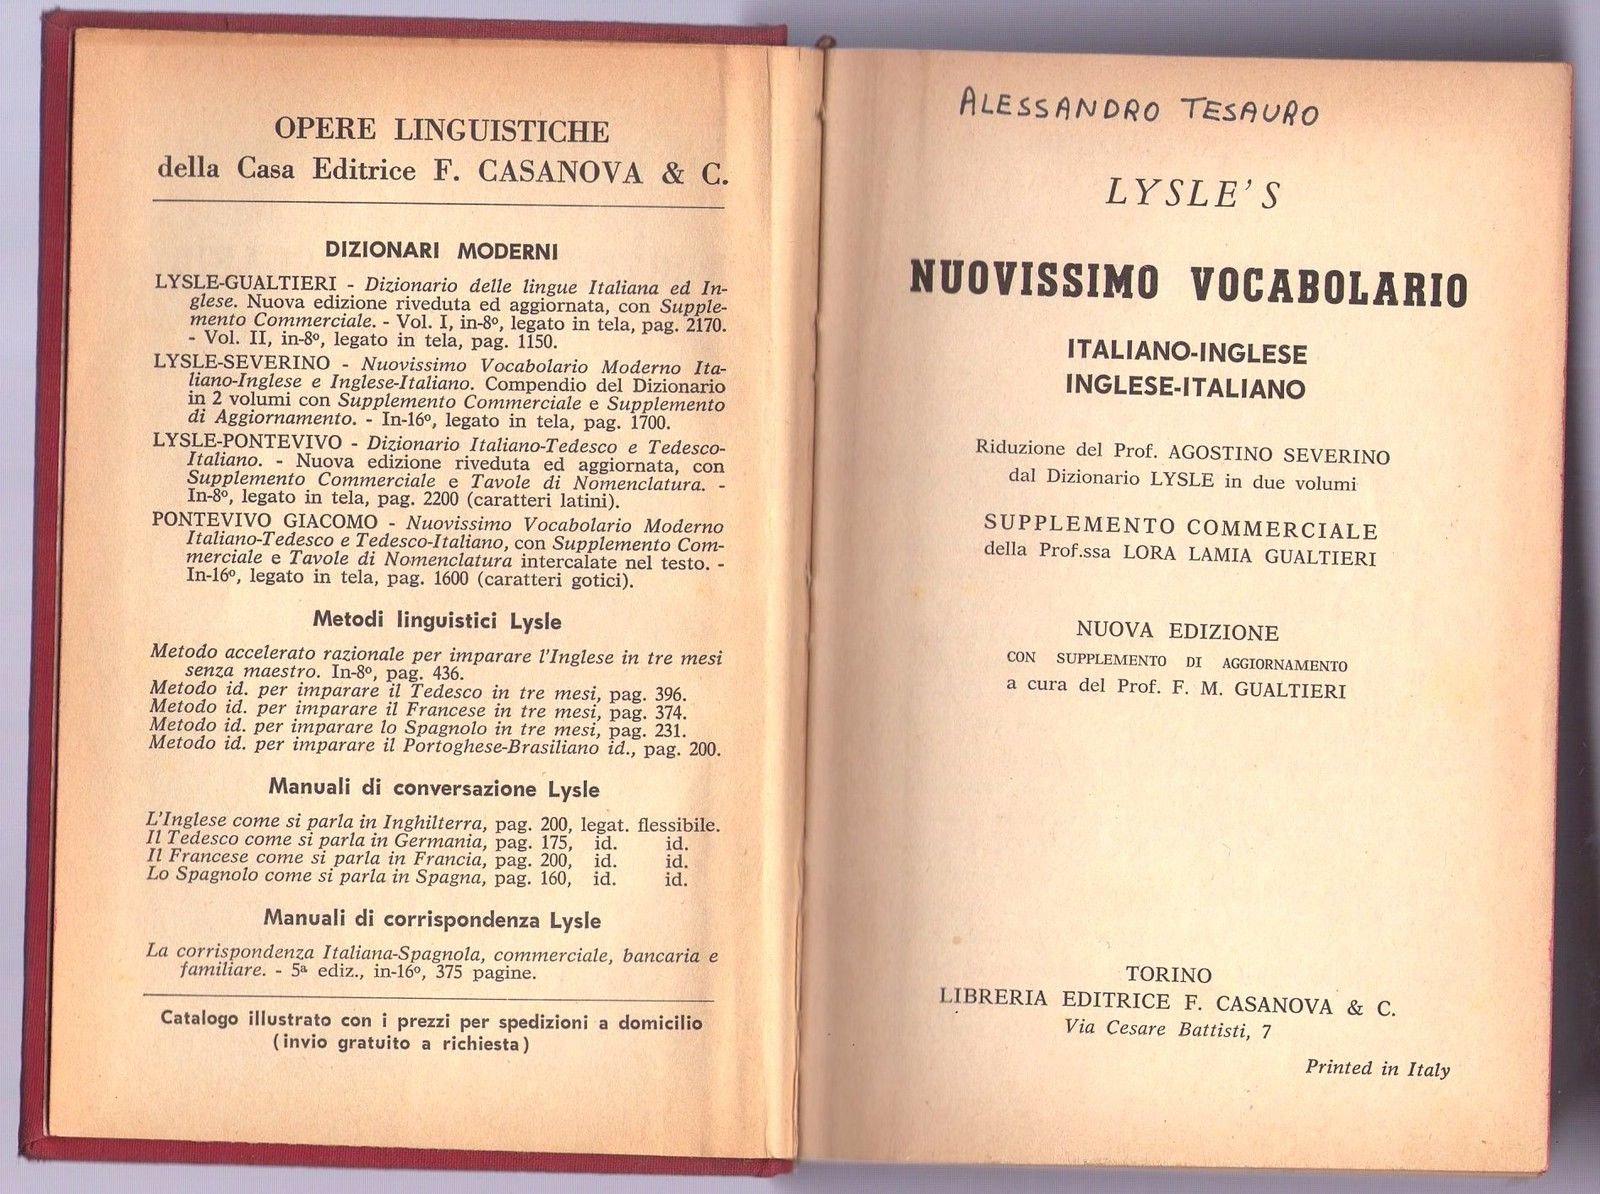 OPERE LINGUISTICHE
della Casa Editrice F. CASANOVA & C.
DIZIONARI MODERNI
LYSLE-GUALTIERI - Dizionario delle lingue Italiana ed In-
glese. Nuova edizione riveduta ed aggiornata, con Supple-
mento Commerciale. - Vol. I, in-8º, legato in tela, pag. 2170.
- Vol. II, in-8º, legato in tela, pag. 1150.
LYSLE-SEVERINO - Nuovissimo Vocabolario Moderno Ita-
liano-Inglese e Inglese-Italiano. Compendio del Dizionario
in 2 volumi con Supplemento Commerciale e Supplemento
di Aggiornamento. - In-16º, legato in tela, pag. 1700.
LYSLE-PONTEVIVO - Dizionario Italiano-Tedesco e Tedesco-
Italiano. - Nuova edizione riveduta ed aggiornata, con
Supplemento Commerciale e Tavole di Nomenclatura. -
In-8º, legato in tela, pag. 2200 (caratteri latini).
PONTEVIVO GIACOMO - Nuovissimo Vocabolario Moderno
Italiano-Tedesco e Tedesco-Italiano, con Supplemento Com-
merciale e Tavole di Nomenclatura intercalate nel testo. -
In-16º, legato in tela, pag. 1600 (caratteri gotici).
Metodi linguistici Lysle
Metodo accelerato razionale per imparare l'Inglese in tre mesi
senza maestro. In-8º, pag. 436.
Metodo id. per imparare il Tedesco in tre mesi, pag. 396.
Metodo id. per imparare il Francese in tre mesi, pag. 374.
Metodo id. per imparare lo Spagnolo in tre mesi, pag. 231.
Metodo id. per imparare il Portoghese-Brasiliano id., pag. 200.
Manuali di conversazione Lysle
L'Inglese come si parla in Inghilterra, pag. 200, legat. flessibile.
Il Tedesco come si parla in Germania, pag. 175, id. id.
Il Francese come si parla in Francia, pag. 200, id. id.
Lo Spagnolo come si parla in Spagna, pag. 160, id. id.
Manuali di corrispondenza Lysle
La corrispondenza Italiana-Spagnola, commerciale, bancaria e
familiare. - 5ª ediz., in-16º, 375 pagine.
Catalogo illustrato con i prezzi per spedizioni a domicilio
(invio gratuito a richiesta)
ALESSANDRO TESAURO
LYSLE'S
NUOVISSIMO VOCABOLARIO
ITALIANO-INGLESE
INGLESE-ITALIANO
Riduzione del Prof. AGOSTINO SEVERINO
dal Dizionario LYSLE in due volumi
SUPPLEMENTO COMMERCIALE
della Prof.ssa LORA LAMIA GUALTIERI
NUOVA EDIZIONE
CON SUPPLEMENTO DI AGGIORNAMENTO
a cura del Prof. F. M. GUALTIERI
TORINO
LIBRERIA EDITRICE F. CASANOVA & C.
Via Cesare Battisti, 7
Printed in Italy